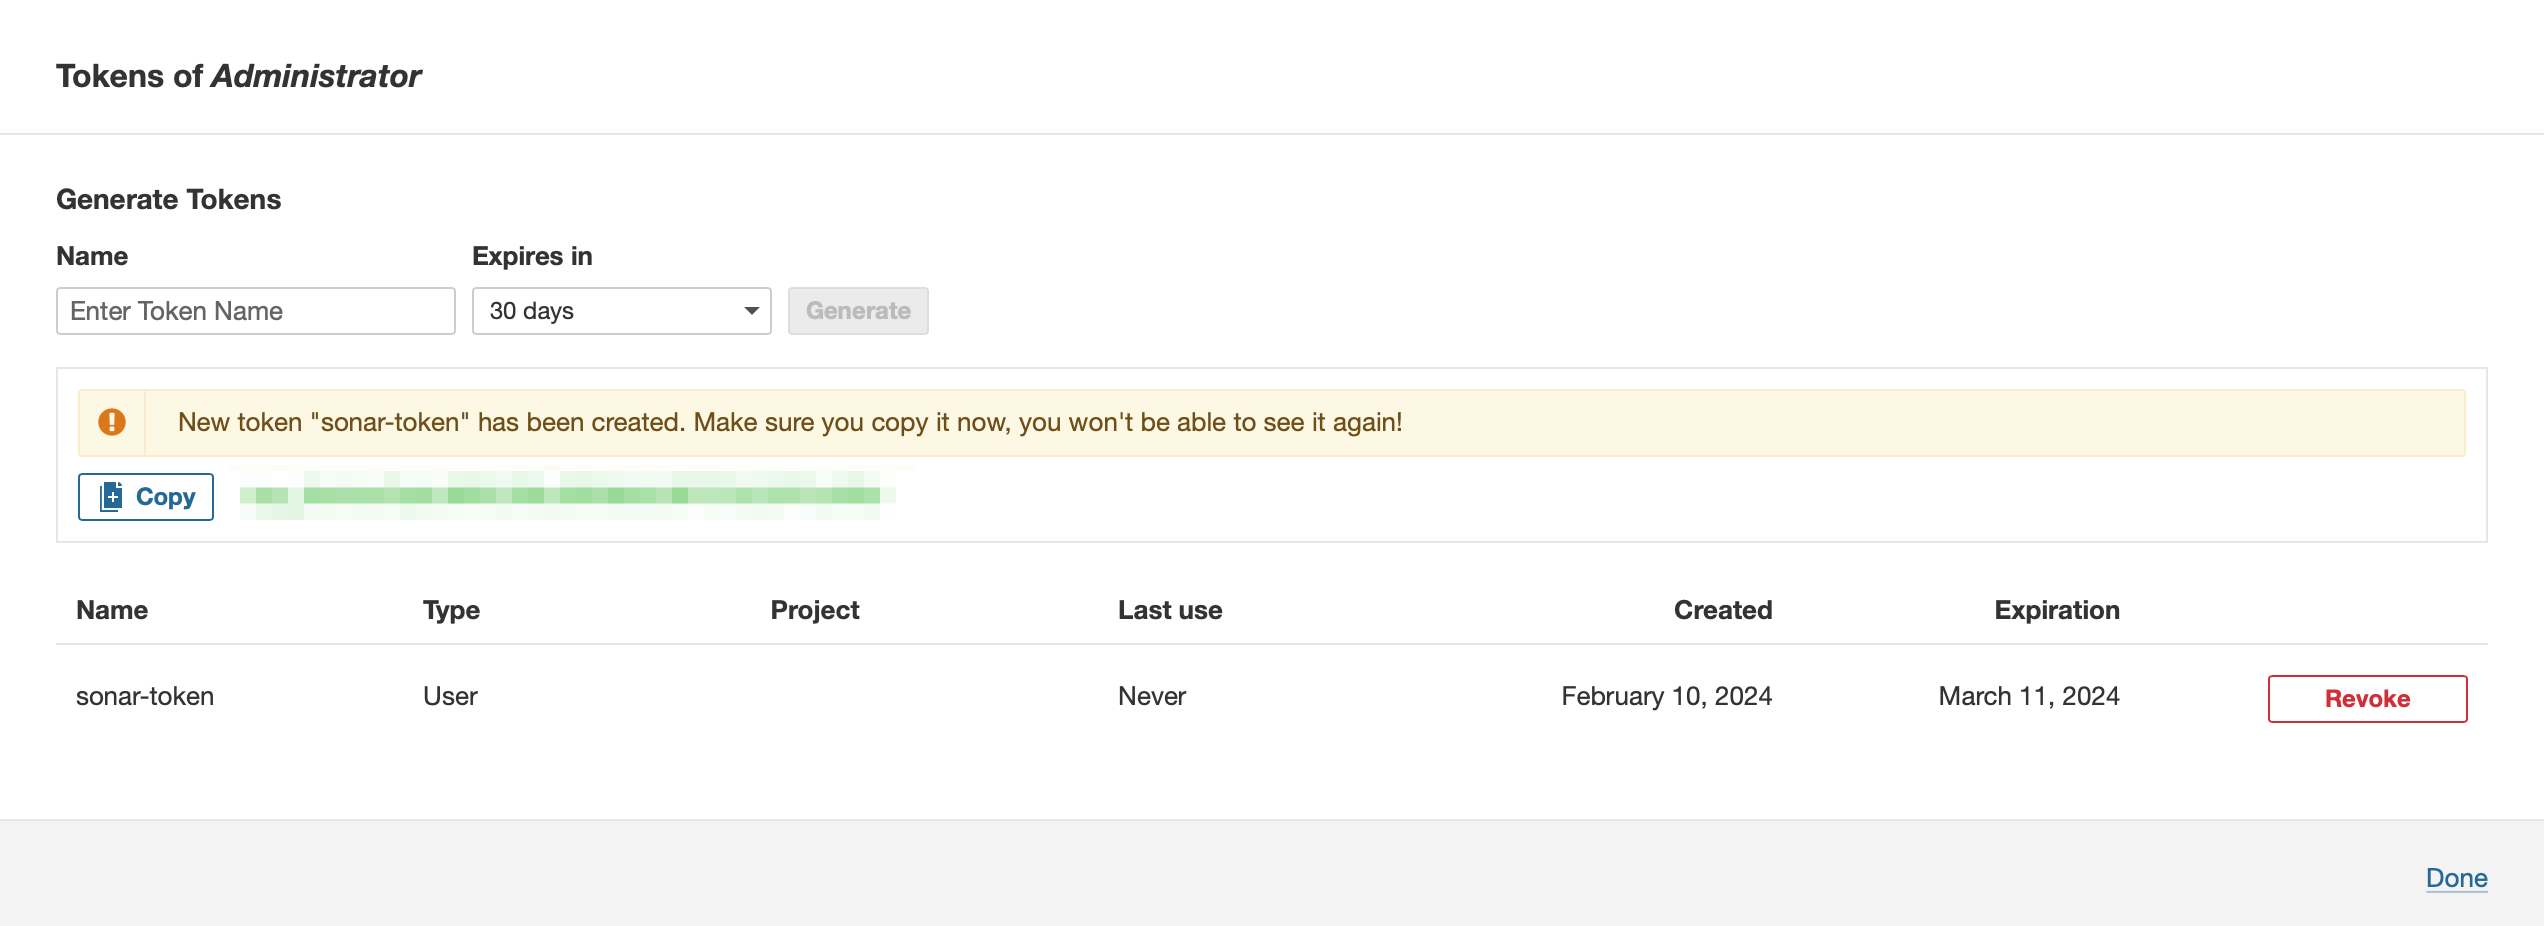 Tokens of Administrator
Generate Tokens
Name Expires in
Enter Token Name 30 days Generate
New token "sonar-token" has been created. Make sure you copy it now, you won't be able to see it again!
Copy
Name Type Project Last use Created Expiration
sonar-token User Never February 10, 2024 March 11, 2024 Revoke
Done